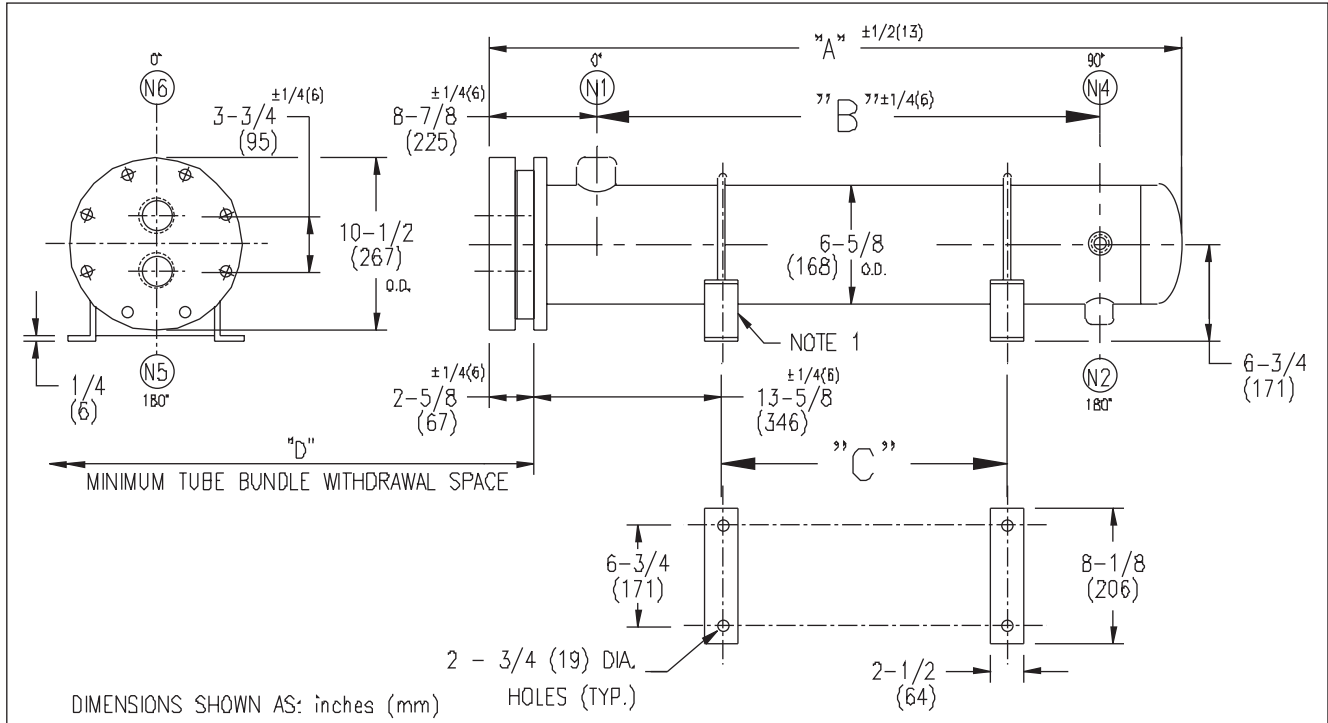 "A" ±1/2(13)
0°
N6
±1/4(6)
3-3/4
(95)
±1/4(6)
8-7/8
(225)
0°
N1
"B" ±1/4(6)
90°
N4
10-1/2
(267)
O.D.
6-5/8
(168) O.D.
NOTE 1
1/4
(6)
N5
180°
±1/4(6)
2-5/8
(67)
±1/4(6)
13-5/8
(346)
N2
180°
6-3/4
(171)
"D"
MINIMUM TUBE BUNDLE WITHDRAWAL SPACE
"C"
6-3/4
(171)
8-1/8
(206)
2 - 3/4 (19) DIA.
HOLES (TYP.)
2-1/2
(64)
DIMENSIONS SHOWN AS: inches (mm)